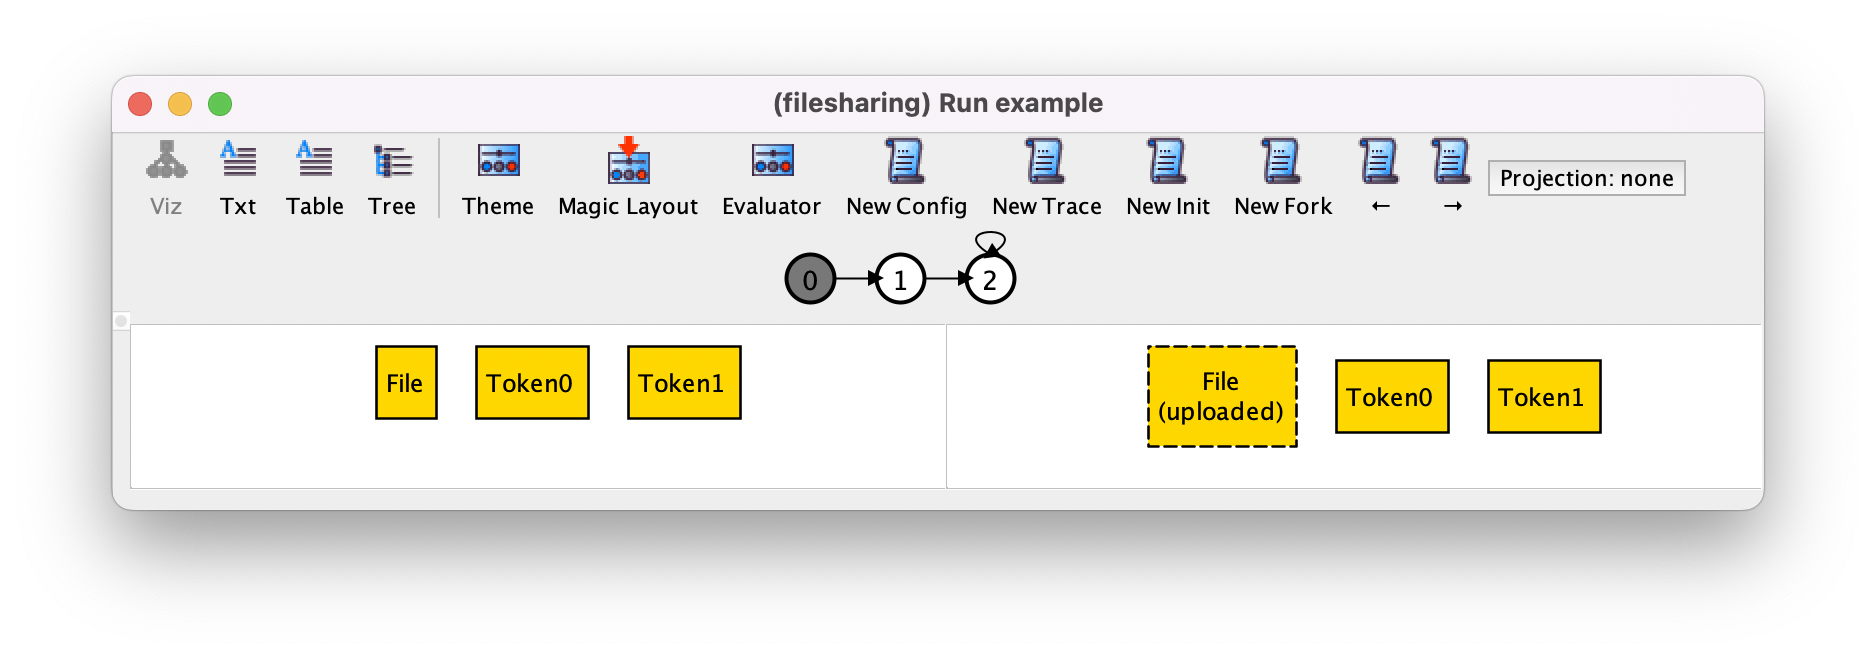 (filesharing) Run example
Viz Txt Table Tree Theme Magic Layout Evaluator New Config New Trace New Init New Fork ← → Projection: none
0 1 2
File Token0 Token1
File
(uploaded) Token0 Token1